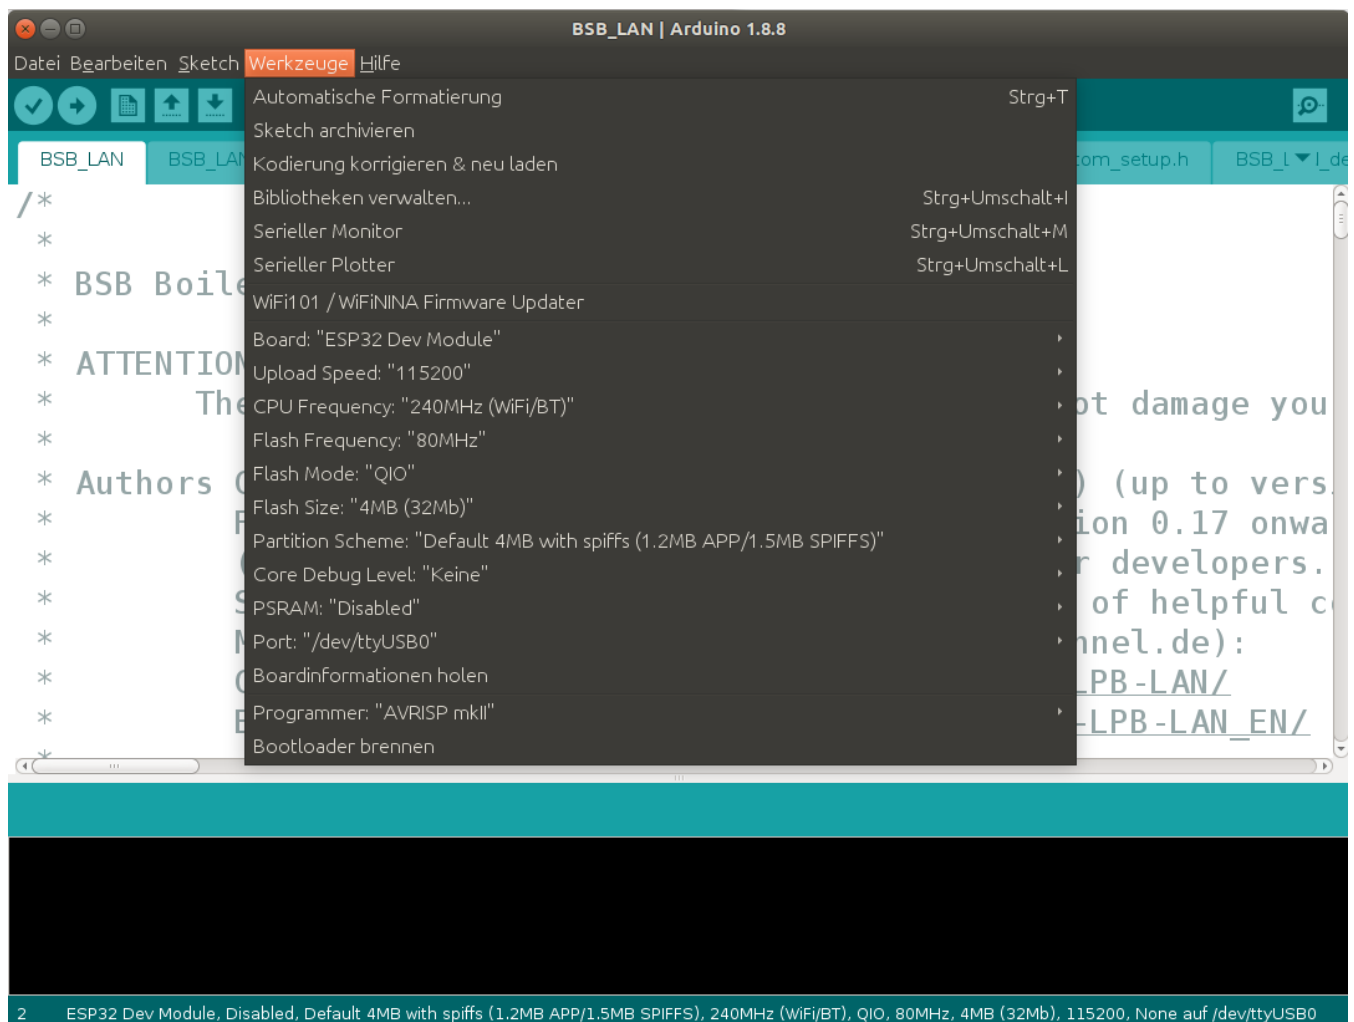 BSB_LAN | Arduino 1.8.8
Datei Bearbeiten Sketch Werkzeuge Hilfe
Automatische Formatierung Strg+T
Sketch archivieren
Kodierung korrigieren & neu laden
Bibliotheken verwalten... Strg+Umschalt+I
Serieller Monitor Strg+Umschalt+M
Serieller Plotter Strg+Umschalt+L
WiFi101 / WiFiNINA Firmware Updater
Board: "ESP32 Dev Module"
Upload Speed: "115200"
CPU Frequency: "240MHz (WiFi/BT)"
Flash Frequency: "80MHz"
Flash Mode: "QIO"
Flash Size: "4MB (32Mb)"
Partition Scheme: "Default 4MB with spiffs (1.2MB APP/1.5MB SPIFFS)"
Core Debug Level: "Keine"
PSRAM: "Disabled"
Port: "/dev/ttyUSB0"
Boardinformationen holen
Programmer: "AVRISP mkII"
Bootloader brennen
BSB_LAN BSB_LAN tom_setup.h BSB_L l_de
/*
*
* BSB Boile
*
* ATTENTION
* The ot damage you
*
* Authors ) (up to vers
* ion 0.17 onwa
* r developers.
* of helpful c
* nnel.de):
* LPB-LAN/
* -LPB-LAN_EN/
*
2 ESP32 Dev Module, Disabled, Default 4MB with spiffs (1.2MB APP/1.5MB SPIFFS), 240MHz (WiFi/BT), QIO, 80MHz, 4MB (32Mb), 115200, None auf /dev/ttyUSB0